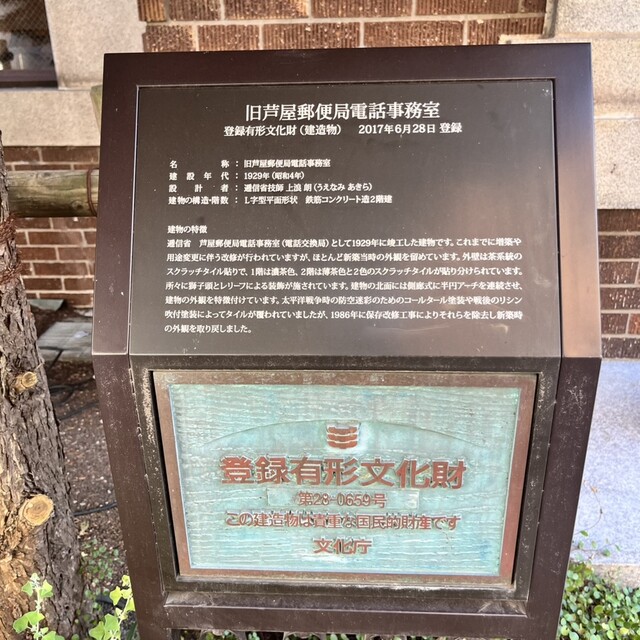 旧芦屋郵便局電話事務室
登録有形文化財（建造物） 2017年6月28日 登録
名称：旧芦屋郵便局電話事務室
建設年代：1929年（昭和4年）
設計者：逓信省技師 上浪 朗（うえなみ あきら）
建物の構造・階数：L字型平面形状 鉄筋コンクリート造2階建
建物の特徴
逓信省 芦屋郵便局電話事務室（電話交換局）として1929年に竣工した建物です。これまでに増築や
用途変更に伴う改修が行われていますが、ほとんど新築当時の外観を留めています。外壁は茶系統の
スクラッチタイル貼りで、1階は濃茶色、2階は薄茶色と2色のスクラッチタイルが貼り分けられています。
所々に獅子頭とレリーフによる装飾が施されています。建物の北面には側廊式に半円アーチを連続させ、
建物の外観を特徴付けています。太平洋戦争時の防空迷彩のためのコールタール塗装や戦後のリシン
吹付塗装によってタイルが覆われていましたが、1986年に保存改修工事によりそれらを除去し新築時
の外観を取り戻しました。
登録有形文化財
第28-0659号
この建造物は貴重な国民的財産です
文化庁